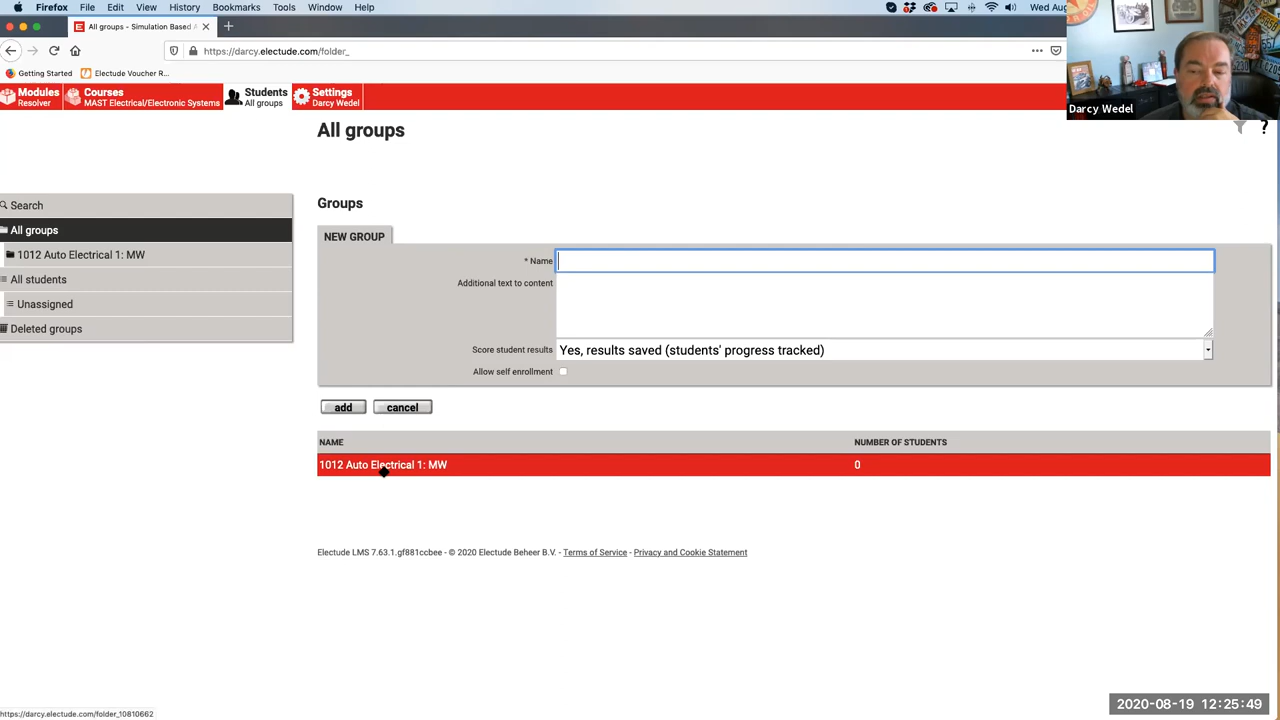 Firefox File Edit View History Bookmarks Tools Window Help Wed Aug
All groups - Simulation Based A
https://darcy.electude.com/folder_
Getting Started Electude Voucher R...
Modules Courses Students Settings
Resolver MAST Electrical/Electronic Systems All groups Darcy Wedel
Darcy Wedel
All groups
?
Search
All groups
1012 Auto Electrical 1: MW
All students
Unassigned
Deleted groups
Groups
NEW GROUP
* Name
Additional text to content
Score student results Yes, results saved (students' progress tracked)
Allow self enrollment
add cancel
NAME NUMBER OF STUDENTS
1012 Auto Electrical 1: MW 0
Electude LMS 7.63.1.gf881ccbee - © 2020 Electude Beheer B.V. - Terms of Service - Privacy and Cookie Statement
https://darcy.electude.com/folder_10810662
2020-08-19 12:25:49